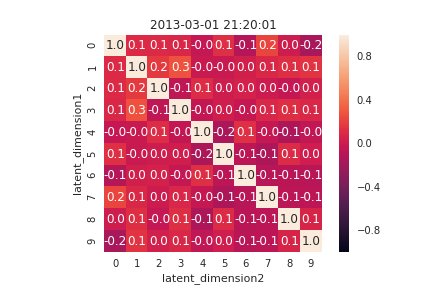 2013-03-01 21:20:01
latent_dimension1
0 1.0 0.1 0.1 0.1 -0.0 0.1 -0.1 0.2 0.0 -0.2
1 0.1 1.0 0.2 0.3 -0.0 -0.0 0.0 0.1 0.1 0.1
2 0.1 0.2 1.0 -0.1 0.1 0.0 0.0 0.0 -0.0 0.0
3 0.1 0.3 -0.1 1.0 -0.0 0.0 -0.0 0.1 0.1 0.1
4 -0.0 -0.0 0.1 -0.0 1.0 -0.2 0.1 -0.0 -0.1 -0.0
5 0.1 -0.0 0.0 0.0 -0.2 1.0 -0.1 -0.1 0.1 0.0
6 -0.1 0.0 0.0 -0.0 0.1 -0.1 1.0 -0.1 -0.1 -0.1
7 0.2 0.1 0.0 0.1 -0.0 -0.1 -0.1 1.0 -0.1 -0.1
8 0.0 0.1 -0.0 0.1 -0.1 0.1 -0.1 -0.1 1.0 0.1
9 -0.2 0.1 0.0 0.1 -0.0 0.0 -0.1 -0.1 0.1 1.0
0 1 2 3 4 5 6 7 8 9
latent_dimension2
0.8
0.4
0.0
−0.4
−0.8